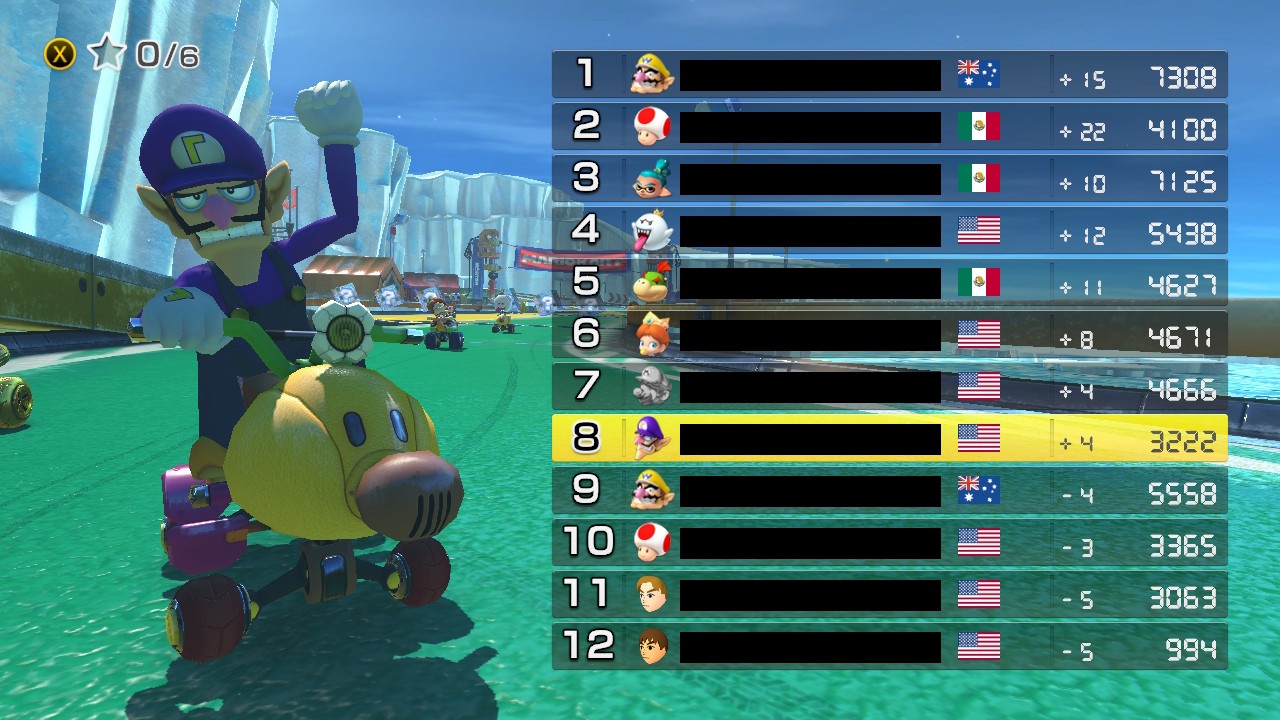 X 0/6
1 + 15 7308
2 + 22 4100
3 + 10 7125
4 + 12 5438
5 + 11 4627
6 + 8 4671
7 + 4 4666
8 + 4 3222
9 - 4 5558
10 - 3 3365
11 - 5 3063
12 - 5 994